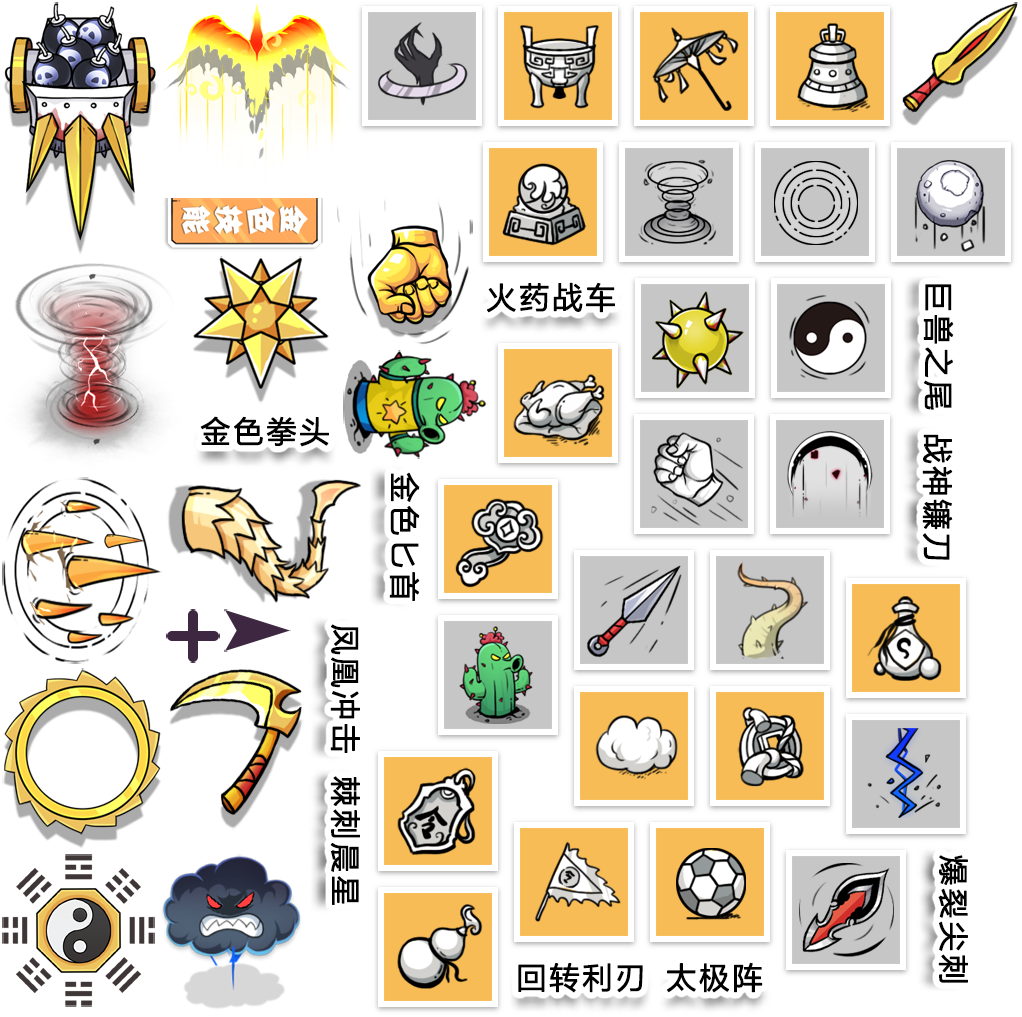 金色技能
火药战车
巨兽之尾
金色拳头
战神镰刀
金色匕首
凤凰冲击
棘刺晨星
令
爆裂尖刺
回转利刃
太极阵